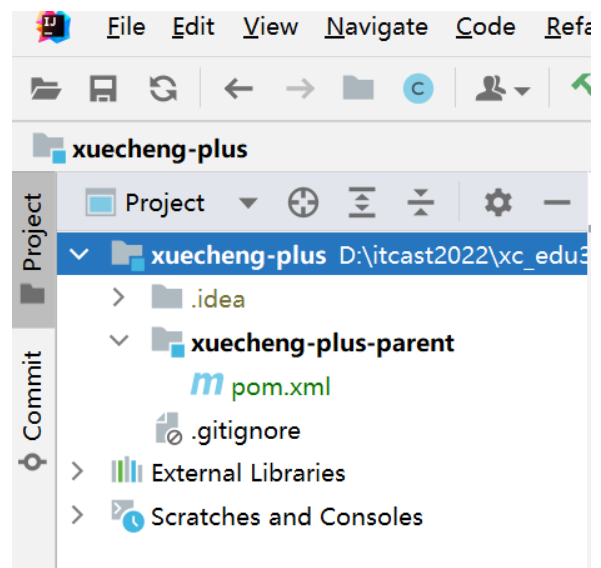 File Edit View Navigate Code Refa
xuecheng-plus
Project
Project
Commit
xuecheng-plus D:\itcast2022\xc_edu3
.idea
xuecheng-plus-parent
pom.xml
.gitignore
External Libraries
Scratches and Consoles